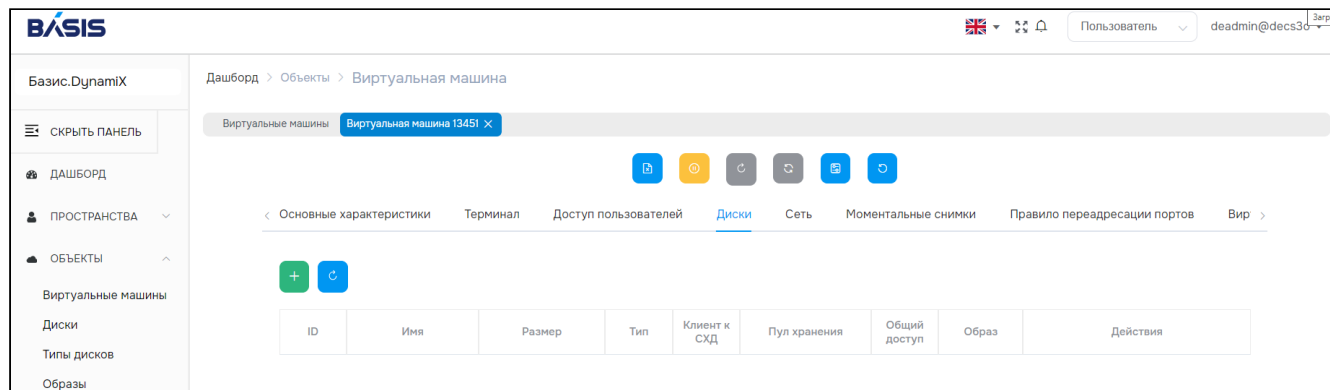 BÁSIS
Загр
Пользователь
deadmin@decs3o
Базис.DynamiX
Дашборд > Объекты > Виртуальная машина
СКРЫТЬ ПАНЕЛЬ
Виртуальные машины
Виртуальная машина 13451 ×
ДАШБОРД
ПРОСТРАНСТВА
ОБЪЕКТЫ
Виртуальные машины
Диски
Типы дисков
Образы
Основные характеристики Терминал Доступ пользователей Диски Сеть Моментальные снимки Правило переадресации портов Вир
ID Имя Размер Тип Клиент к СХД Пул хранения Общий доступ Образ Действия